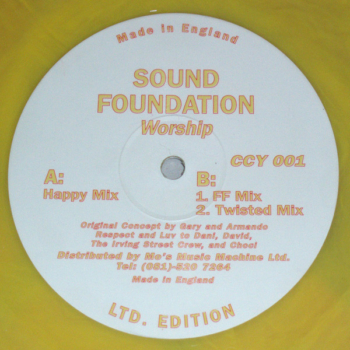 Made in England
SOUND
FOUNDATION
Worship
CCY 001
A:
Happy Mix
B:
1. FF Mix
2. Twisted Mix
Original Concept by Gary and Armando
Respect and Luv to Dani, David,
The Irving Street Crew, and Chool
Distributed by Mo's Music Machine Ltd.
Tel: (081)-520 7264
Made in England
LTD. EDITION